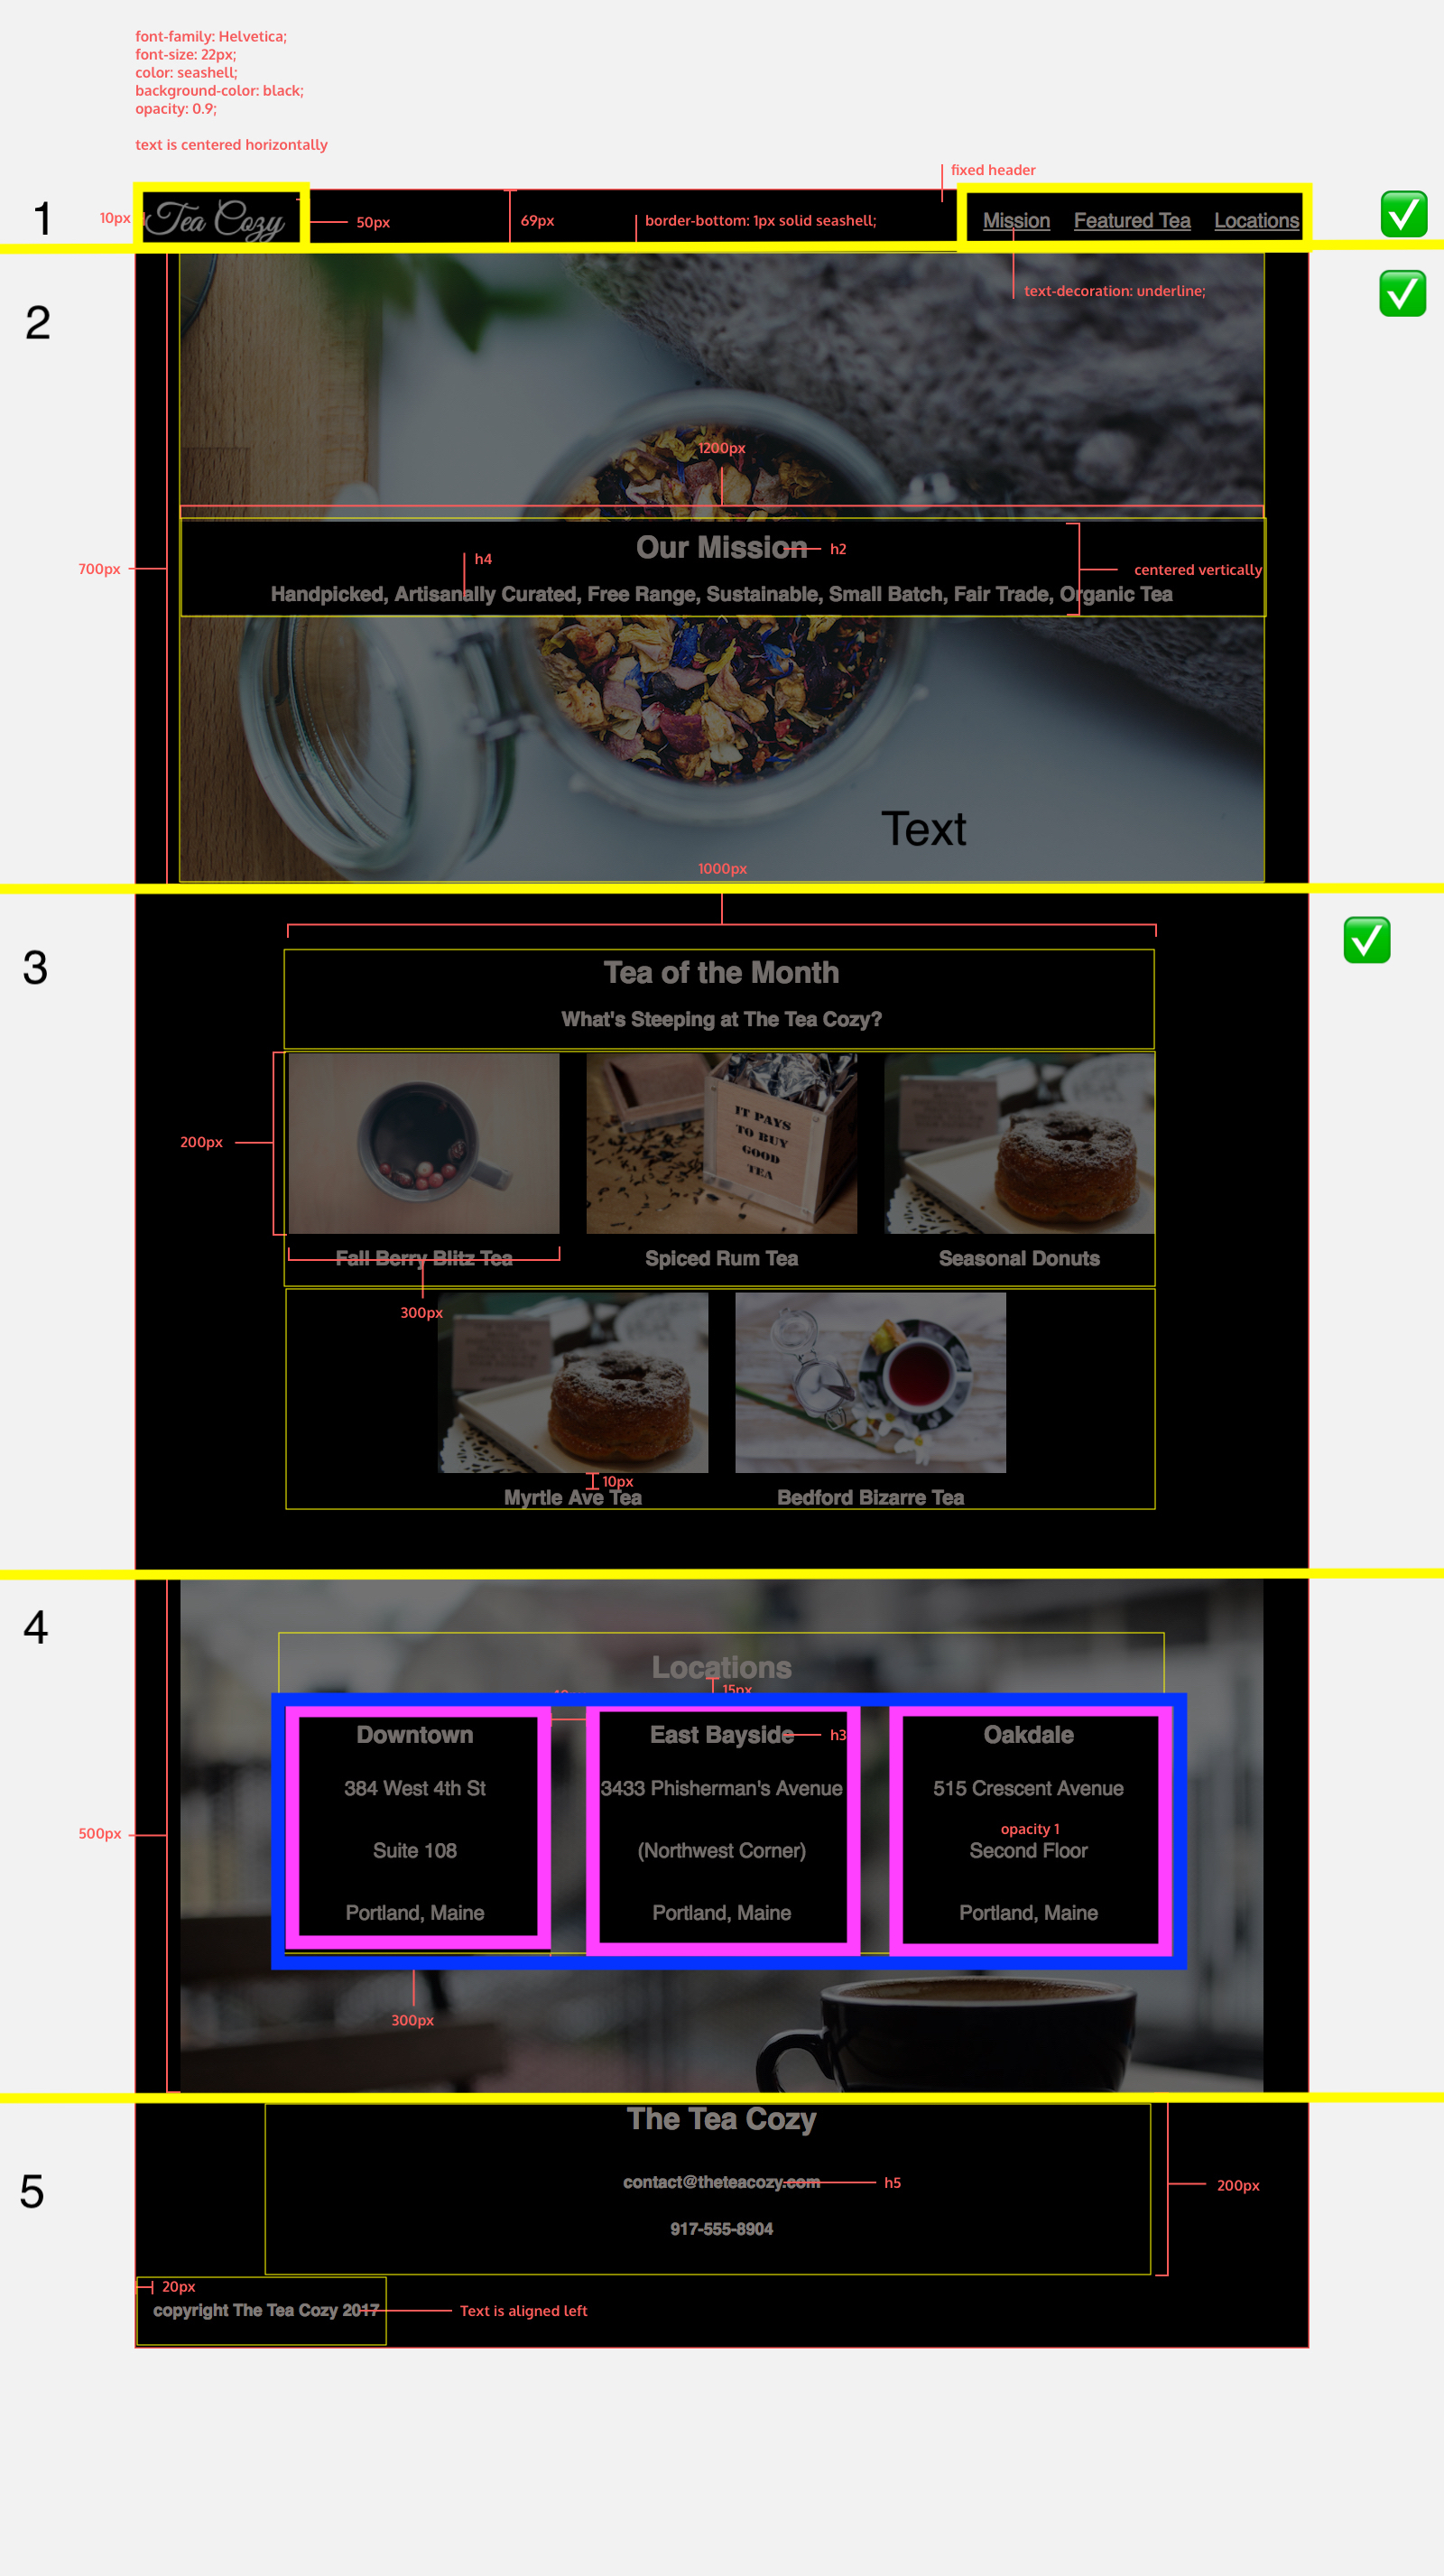 font-family: Helvetica;
font-size: 22px;
color: seashell;
background-color: black;
opacity: 0.9;
text is centered horizontally
fixed header
1
10px
Tea Cozy
50px
69px
border-bottom: 1px solid seashell;
Mission
Featured Tea
Locations
text-decoration: underline;
2
1200px
Our Mission
h2
h4
centered vertically
700px
Handpicked, Artisanally Curated, Free Range, Sustainable, Small Batch, Fair Trade, Organic Tea
Text
1000px
3
Tea of the Month
What's Steeping at The Tea Cozy?
IT PAYS
TO BUY
GOOD
TEA
200px
Fall Berry Blitz Tea
Spiced Rum Tea
Seasonal Donuts
300px
10px
Myrtle Ave Tea
Bedford Bizarre Tea
4
Locations
15px
Downtown
East Bayside
h3
Oakdale
384 West 4th St
3433 Phisherman's Avenue
515 Crescent Avenue
opacity 1
500px
Suite 108
(Northwest Corner)
Second Floor
Portland, Maine
Portland, Maine
Portland, Maine
300px
The Tea Cozy
5
contact@theteacozy.com
h5
200px
917-555-8904
20px
copyright The Tea Cozy 2017
Text is aligned left